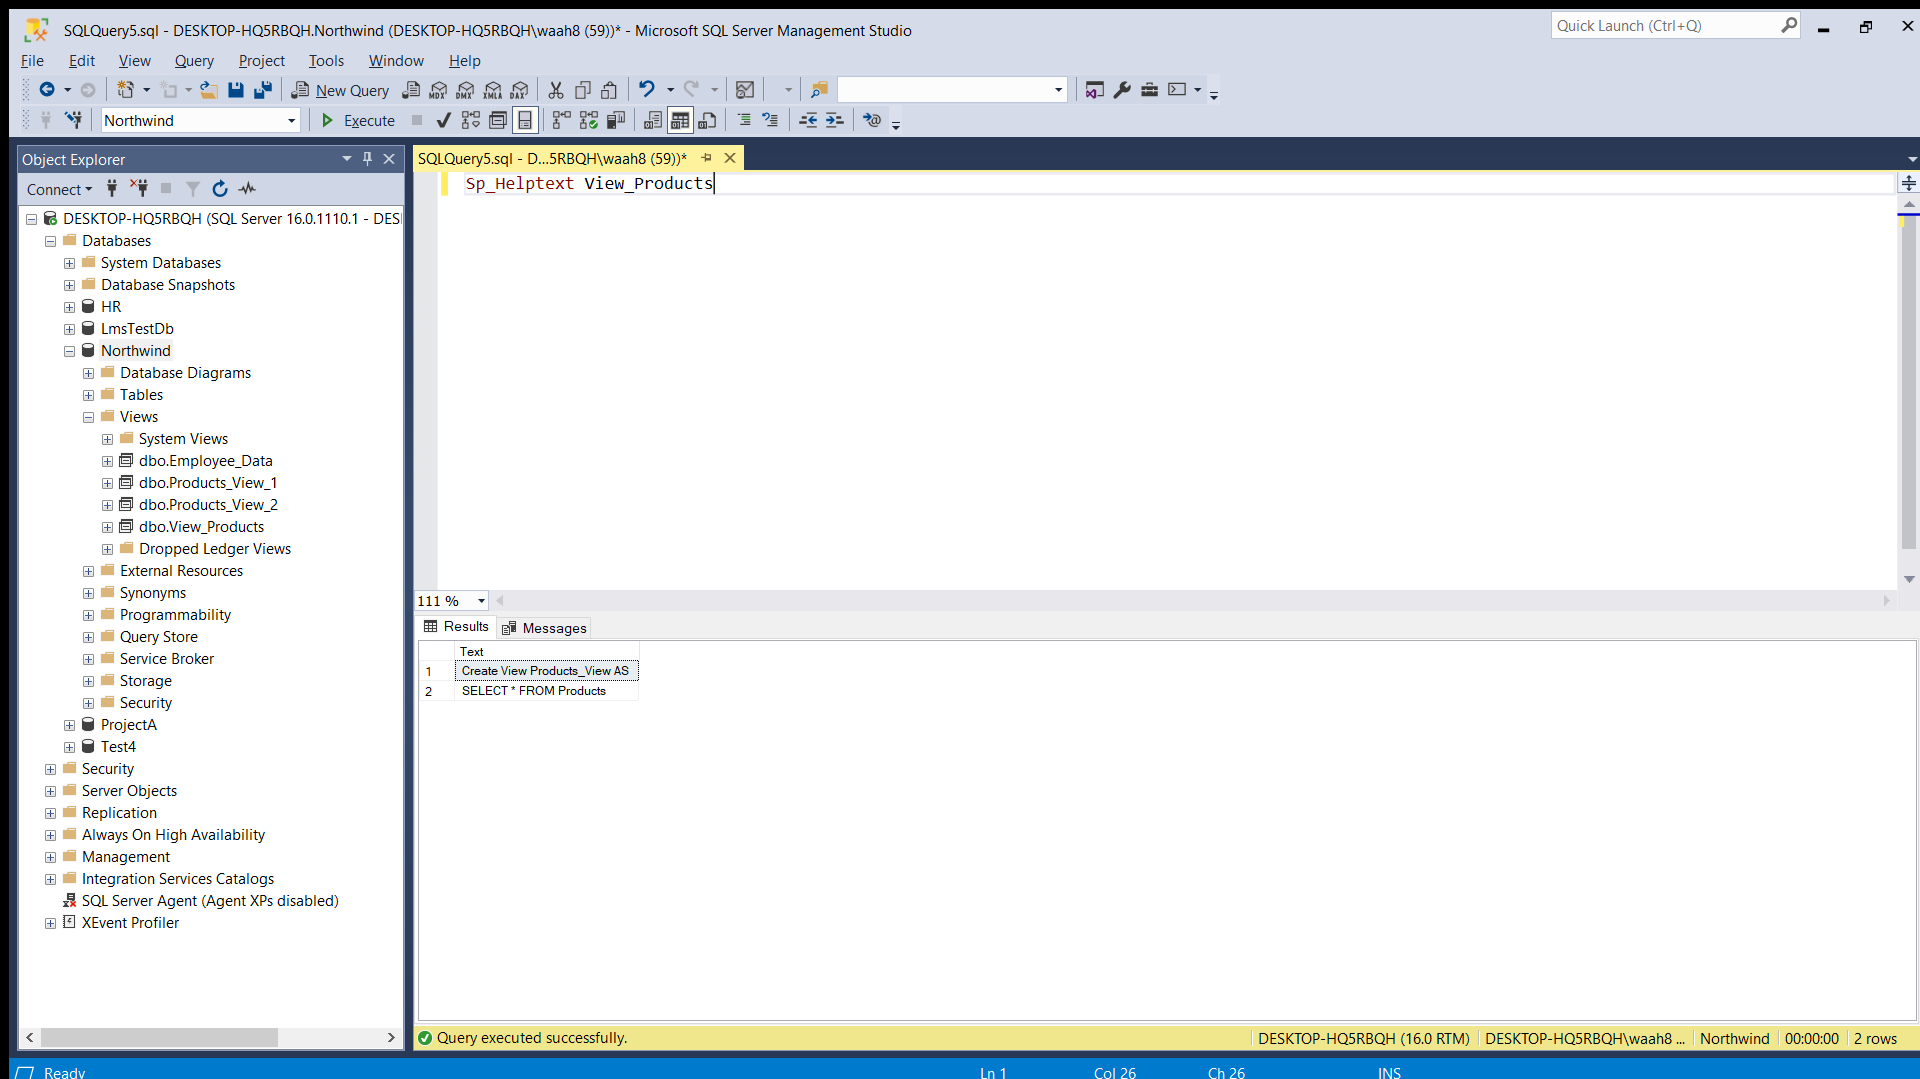 SQLQuery5.sql - DESKTOP-HQ5RBQH.Northwind (DESKTOP-HQ5RBQH\waah8 (59))* - Microsoft SQL Server Management Studio
Quick Launch (Ctrl+Q)
File Edit View Query Project Tools Window Help
New Query
MDX DMX XMLA DAX
Northwind
Execute
Object Explorer
SQLQuery5.sql - D...5RBQH\waah8 (59))*
Connect
Sp_Helptext View_Products
DESKTOP-HQ5RBQH (SQL Server 16.0.1110.1 - DES
Databases
System Databases
Database Snapshots
HR
LmsTestDb
Northwind
Database Diagrams
Tables
Views
System Views
dbo.Employee_Data
dbo.Products_View_1
dbo.Products_View_2
dbo.View_Products
Dropped Ledger Views
External Resources
Synonyms
Programmability
Query Store
Service Broker
Storage
Security
ProjectA
Test4
Security
Server Objects
Replication
Always On High Availability
Management
Integration Services Catalogs
SQL Server Agent (Agent XPs disabled)
XEvent Profiler
111 %
Results Messages
Text
1 Create View Products_View AS
2 SELECT * FROM Products
Query executed successfully.
DESKTOP-HQ5RBQH (16.0 RTM) DESKTOP-HQ5RBQH\waah8 ... Northwind 00:00:00 2 rows
Ready Ln 1 Col 26 Ch 26 INS